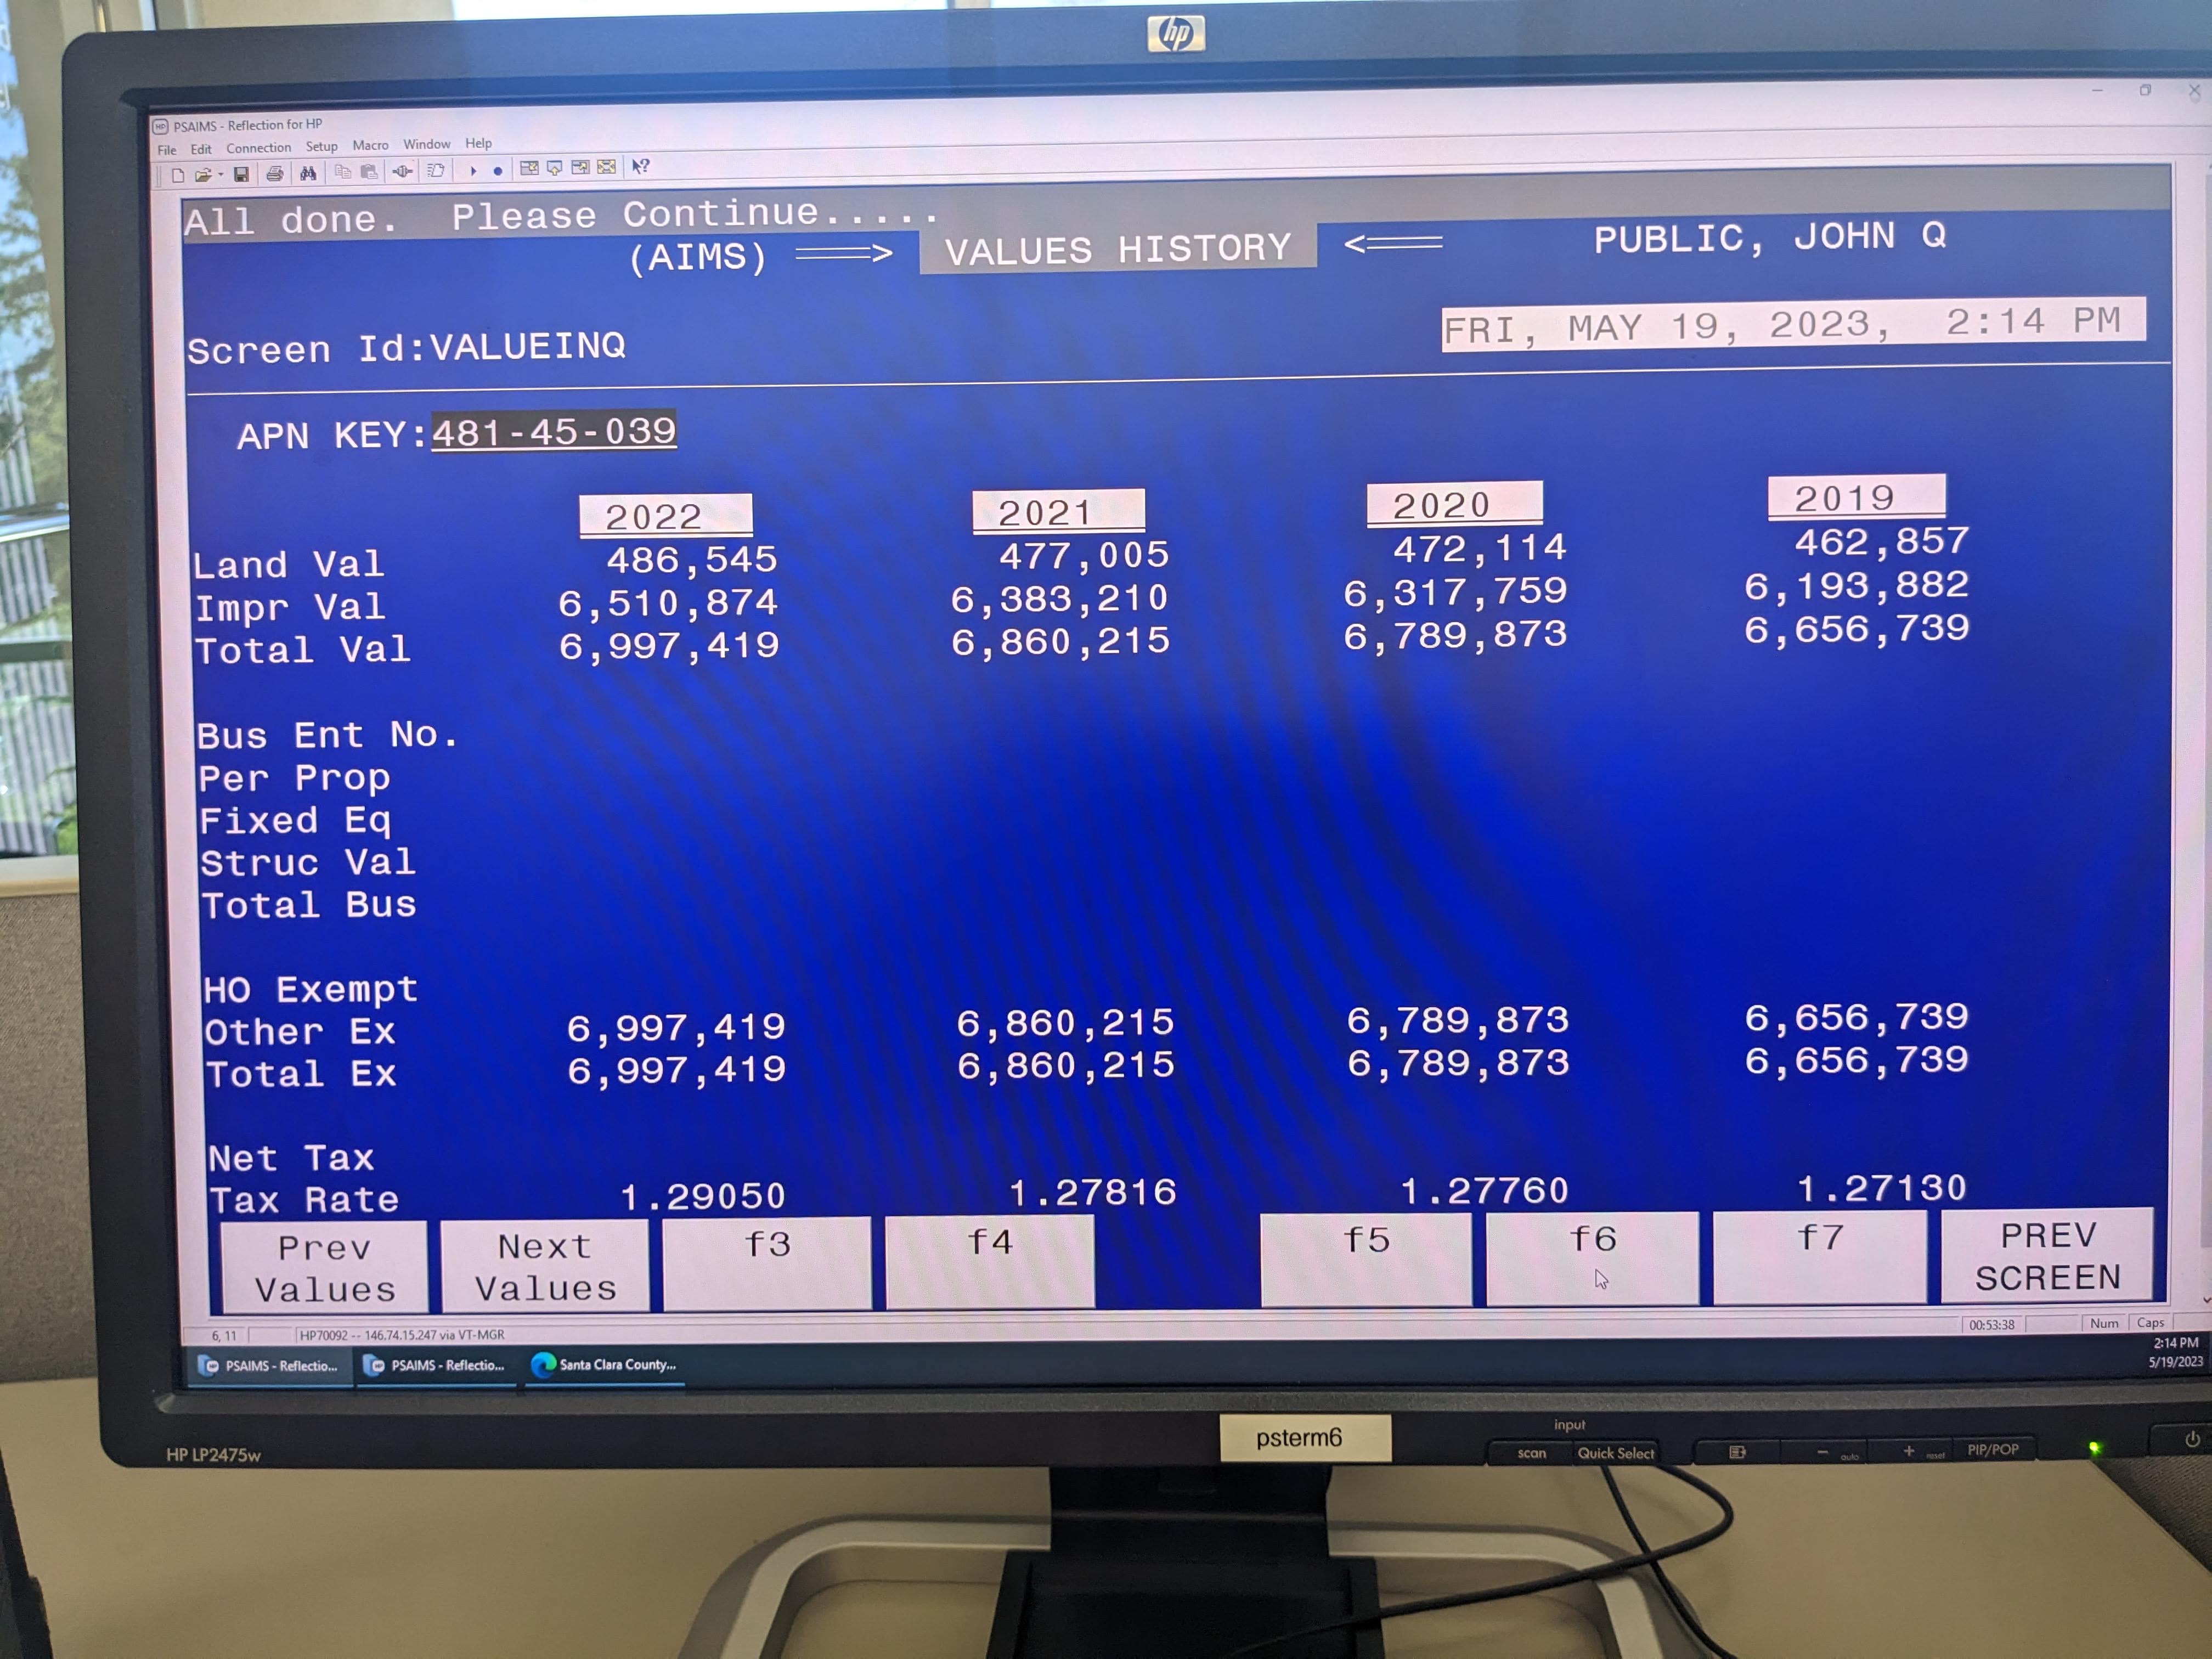 hp
PSAIMS - Reflection for HP
File Edit Connection Setup Macro Window Help
All done. Please Continue.....
(AIMS) ===> VALUES HISTORY <=== PUBLIC, JOHN Q
Screen Id:VALUEINQ FRI, MAY 19, 2023, 2:14 PM
APN KEY:481-45-039
2022 2021 2020 2019
Land Val 486,545 477,005 472,114 462,857
Impr Val 6,510,874 6,383,210 6,317,759 6,193,882
Total Val 6,997,419 6,860,215 6,789,873 6,656,739
Bus Ent No.
Per Prop
Fixed Eq
Struc Val
Total Bus
HO Exempt
Other Ex 6,997,419 6,860,215 6,789,873 6,656,739
Total Ex 6,997,419 6,860,215 6,789,873 6,656,739
Net Tax
Tax Rate 1.29050 1.27816 1.27760 1.27130
Prev Values Next Values f3 f4 f5 f6 f7 PREV SCREEN
6, 11 HP70092 -- 146.74.15.247 via VT-MGR 00:53:38 Num Caps
PSAIMS - Reflectio... PSAIMS - Reflectio... Santa Clara County... 2:14 PM
5/19/2023
HP LP2475w
psterm6
input
scan Quick Select - auto + reset PIP/POP